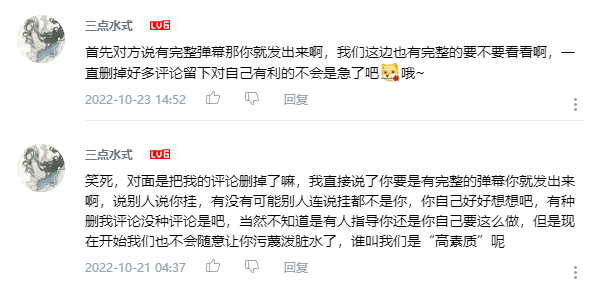 三点水式 LV6
首先对方说有完整弹幕那你就发出来啊，我们这边也有完整的要不要看看啊，一
直删掉好多评论留下对自己有利的不会是急了吧哦~
2022-10-23 14:52 回复
三点水式 LV6
笑死，对面是把我的评论删掉了嘛，我直接说了你要是有完整的弹幕你就发出来
啊，说别人说你挂，有没有可能别人连说挂都不是你，你自己好好想想吧，有种
删我评论没种评论是吧，当然不知道是有人指导你还是你自己要这么做，但是现
在开始我们也不会随意让你污蔑泼脏水了，谁叫我们是“高素质”呢
2022-10-21 04:37 回复